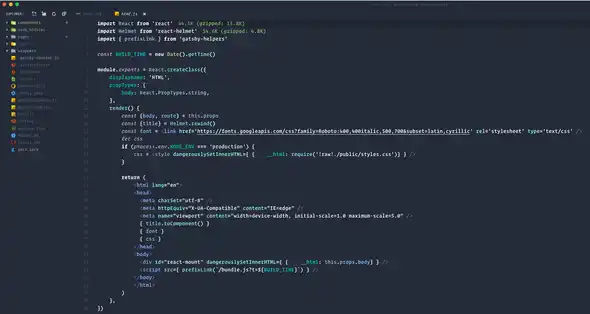 html.js
components
node_modules
pages
wrappers
import React from 'react' 44.1K (gzipped: 13.8K)
import Helmet from 'react-helmet' 14.6K (gzipped: 4.8K)
import { prefixLink } from 'gatsby-helpers'
const BUILD_TIME = new Date().getTime()
module.exports = React.createClass({
displayName: 'HTML',
propTypes: {
body: React.PropTypes.string,
},
render() {
const {body, route} = this.props
const {title} = Helmet.rewind()
const font = <link href='https://fonts.googleapis.com/css?family=Roboto:400,400italic,500,700&subset=latin,cyrillic' rel='stylesheet' type='text/css' />
let css
if (process.env.NODE_ENV === 'production') {
css = <style dangerouslySetInnerHTML={ { __html: require('!raw!./public/styles.css')} } />
}
return (
<html lang="en">
<head>
<meta charSet="utf-8" />
<meta httpEquiv="X-UA-Compatible" content="IE=edge" />
<meta name="viewport" content="width=device-width, initial-scale=1.0 maximum-scale=5.0" />
{ title.toComponent() }
{ font }
{ css }
</head>
<body>
<div id="react-mount" dangerouslySetInnerHTML={ { __html: this.props.body} } />
<script src={ prefixLink(`/bundle.js?t=${BUILD_TIME}`) } />
</body>
</html>
)
},
})